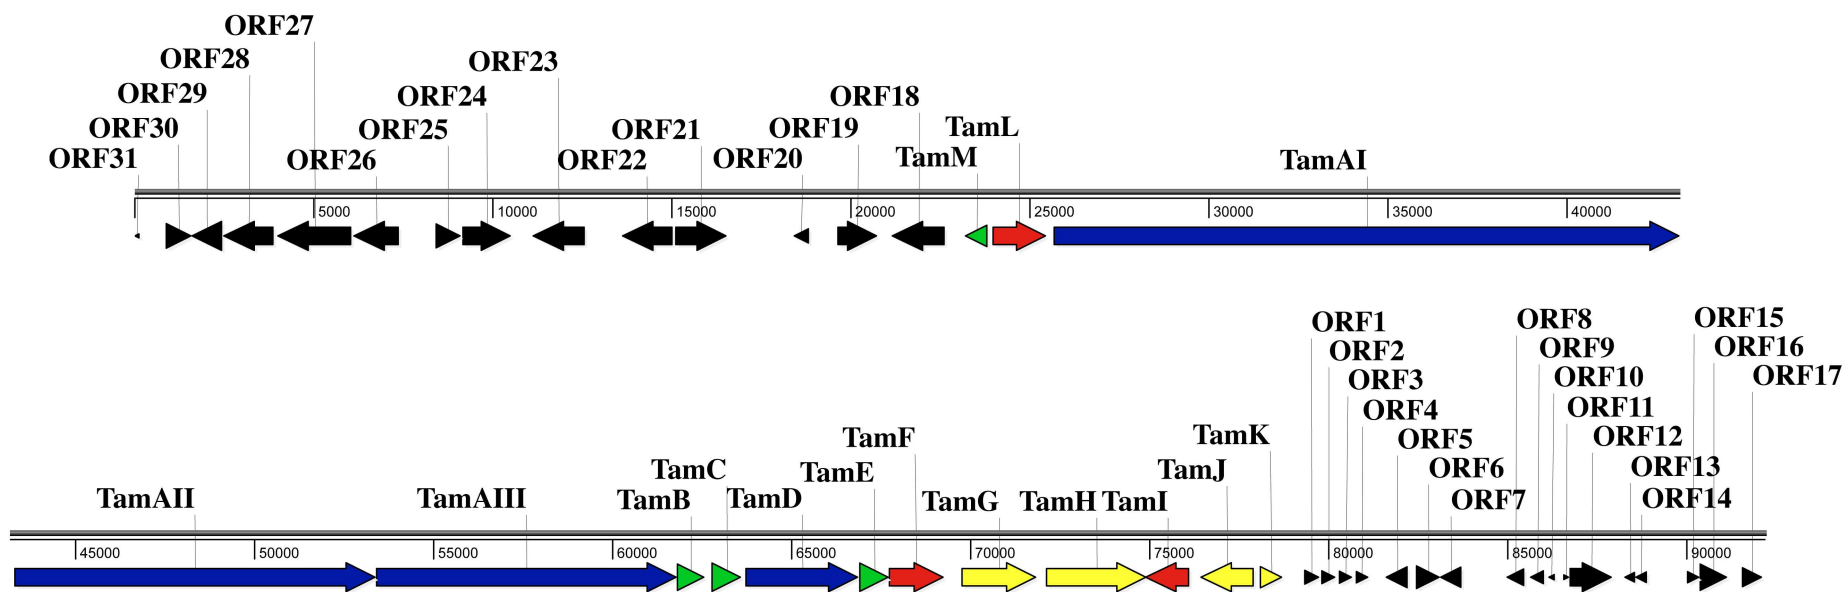 ORF27
ORF28 ORF23
ORF29 ORF24 ORF18
ORF30 ORF25 ORF21 ORF19 TamL
ORF31 ORF26 ORF22 ORF20 TamM TamAI
5000 10000 15000 20000 25000 30000 35000 40000
ORF1 ORF8 ORF15
ORF2 ORF9 ORF16
ORF3 ORF10 ORF17
ORF4 ORF11
TamF TamK ORF5 ORF12
TamC TamE TamJ ORF6 ORF13
TamAII TamAIII TamB TamD TamG TamH TamI ORF7 ORF14
45000 50000 55000 60000 65000 70000 75000 80000 85000 90000